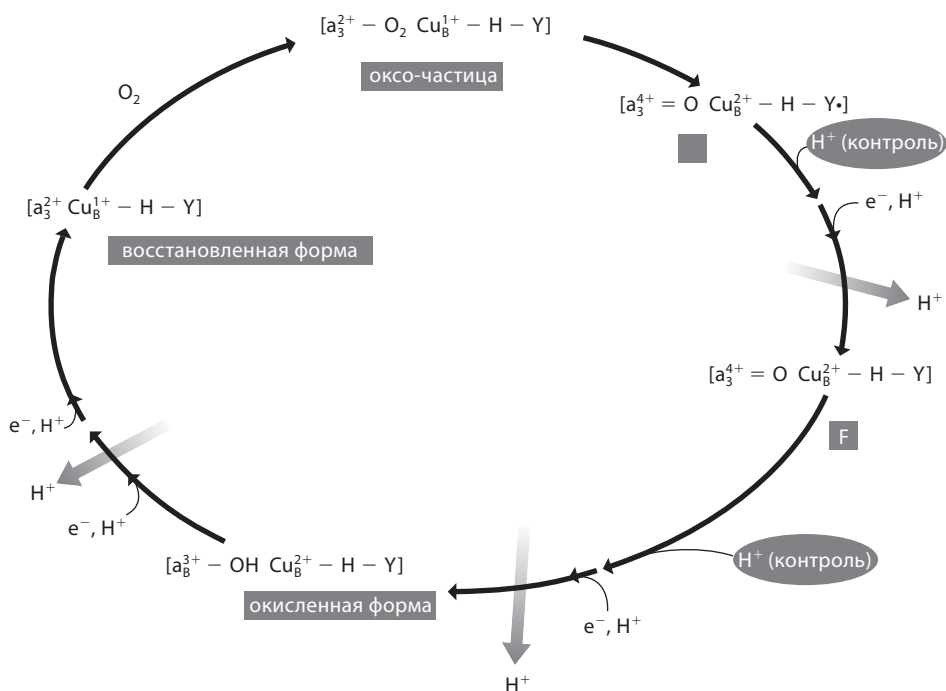 [a₃²⁺ − O₂ Cu_B¹⁺ − H − Y]
оксо-частица
O₂
[a₃⁴⁺ = O Cu_B²⁺ − H − Y•]
H⁺ (контроль)
e⁻, H⁺
[a₃²⁺ Cu_B¹⁺ − H − Y]
восстановленная форма
H⁺
[a₃⁴⁺ = O Cu_B²⁺ − H − Y]
F
e⁻, H⁺
H⁺
e⁻, H⁺
[a_B³⁺ − OH Cu_B²⁺ − H − Y]
окисленная форма
H⁺ (контроль)
e⁻, H⁺
H⁺